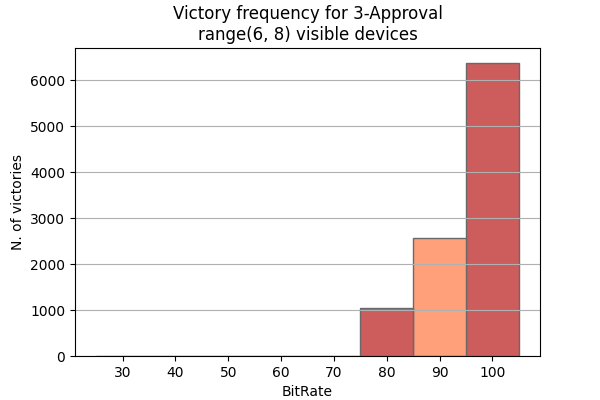 Victory frequency for 3-Approval
range(6, 8) visible devices
N. of victories
6000
5000
4000
3000
2000
1000
0
30 40 50 60 70 80 90 100
BitRate